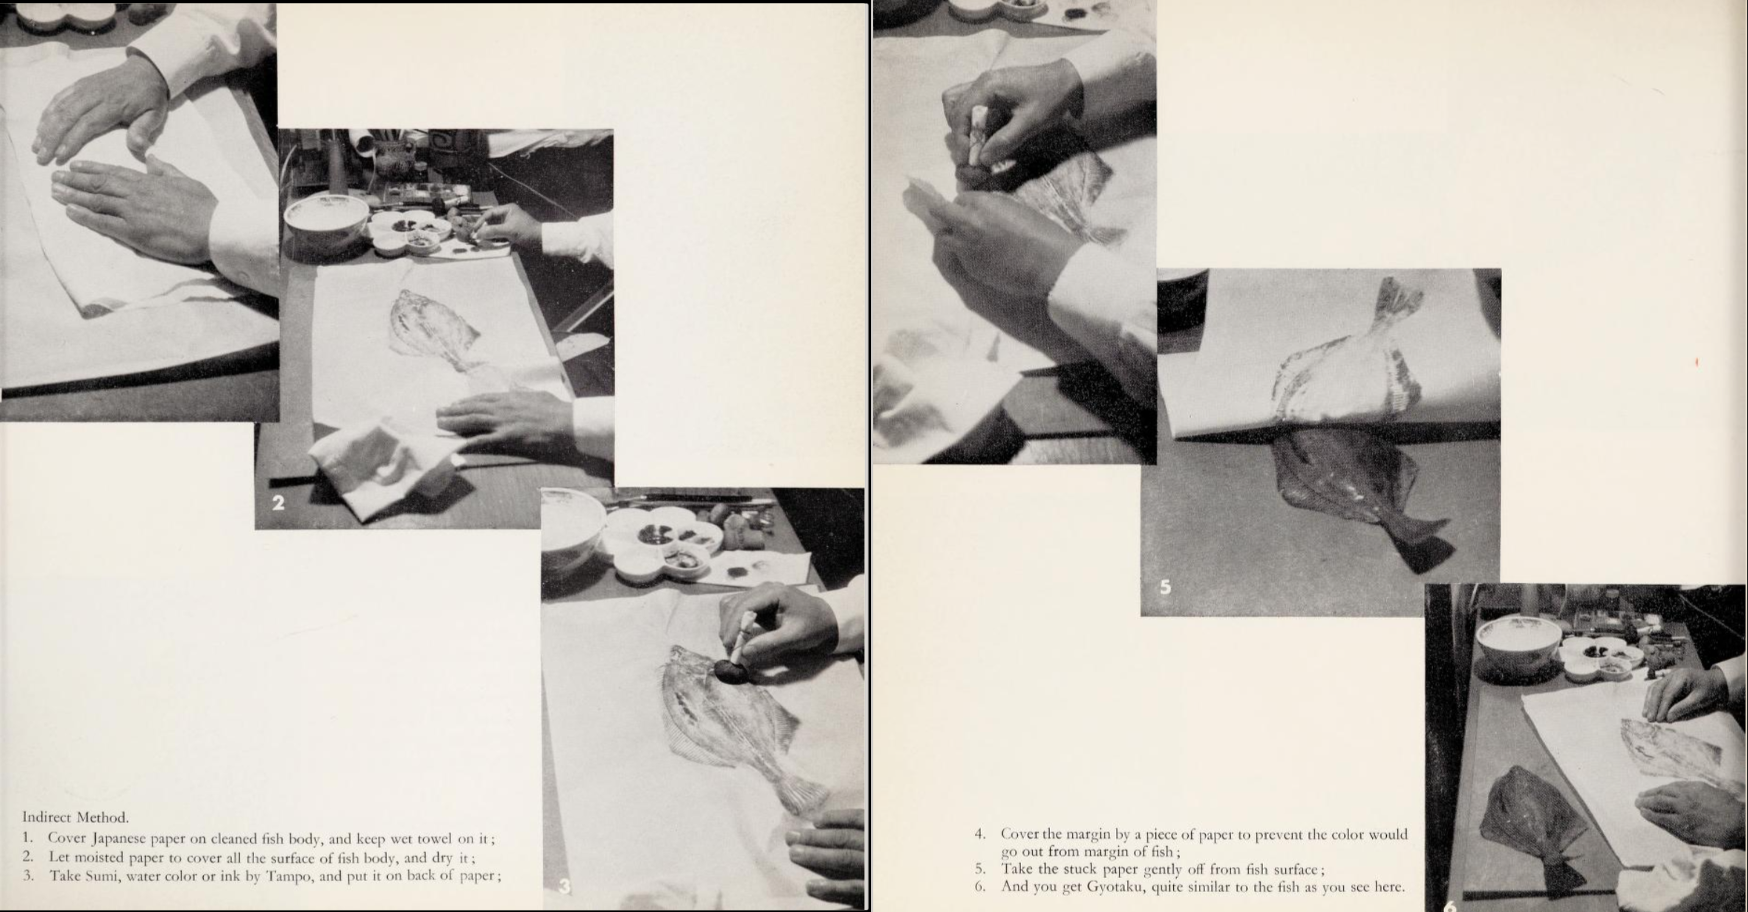 2
3
Indirect Method.
1. Cover Japanese paper on cleaned fish body, and keep wet towel on it ;
2. Let moisted paper to cover all the surface of fish body, and dry it ;
3. Take Sumi, water color or ink by Tampo, and put it on back of paper ;
5
6
4. Cover the margin by a piece of paper to prevent the color would
go out from margin of fish ;
5. Take the stuck paper gently off from fish surface ;
6. And you get Gyotaku, quite similar to the fish as you see here.